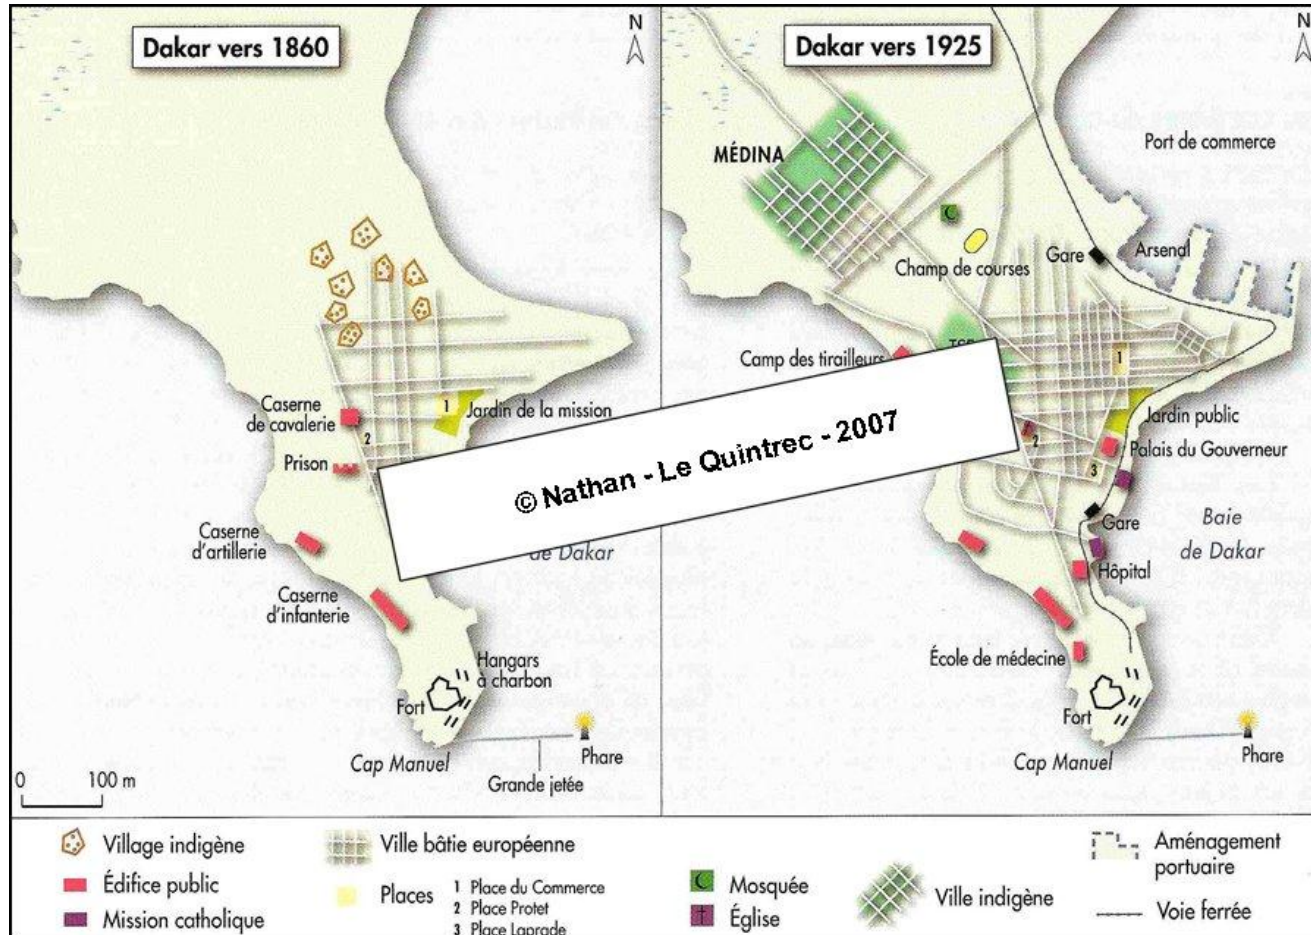 Dakar vers 1860
N
Caserne
de cavalerie
Prison
1
Jardin de la mission
2
Caserne
d'artillerie
Caserne
d'infanterie
de Dakar
Hangars
à charbon
Fort
Cap Manuel
Phare
Grande jetée
0 100 m
Dakar vers 1925
N
MÉDINA
Port de commerce
Champ de courses
Gare
Arsenal
Camp des tirailleurs
1
Jardin public
2
Palais du Gouverneur
3
Gare
Baie
de Dakar
Hôpital
École de médecine
Fort
Cap Manuel
Phare
© Nathan - Le Quintrec - 2007
Village indigène
Édifice public
Mission catholique
Ville bâtie européenne
Places
1 Place du Commerce
2 Place Protet
3 Place Laprade
Mosquée
Église
Ville indigène
Aménagement
portuaire
Voie ferrée